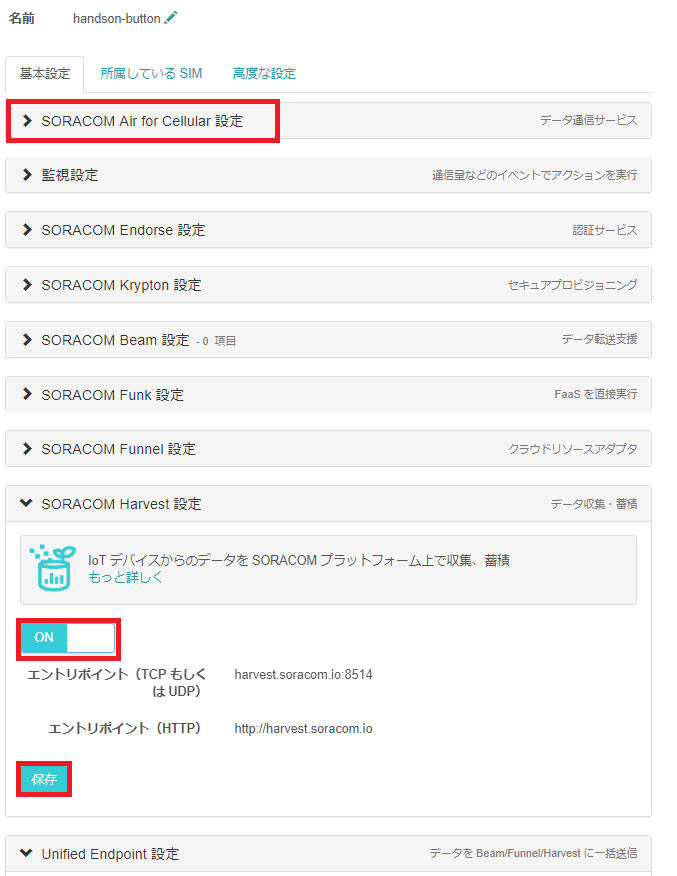 名前 handson-button
基本設定 所属している SIM 高度な設定
SORACOM Air for Cellular 設定 データ通信サービス
監視設定 通信量などのイベントでアクションを実行
SORACOM Endorse 設定 認証サービス
SORACOM Krypton 設定 セキュアプロビジョニング
SORACOM Beam 設定 - 0 項目 データ転送支援
SORACOM Funk 設定 FaaS を直接実行
SORACOM Funnel 設定 クラウドリソースアダプタ
SORACOM Harvest 設定 データ収集・蓄積
IoT デバイスからのデータを SORACOM プラットフォーム上で収集、蓄積
もっと詳しく
ON
エントリポイント（TCP もしく harvest.soracom.io:8514
は UDP）
エントリポイント（HTTP） http://harvest.soracom.io
保存
Unified Endpoint 設定 データを Beam/Funnel/Harvest に一括送信